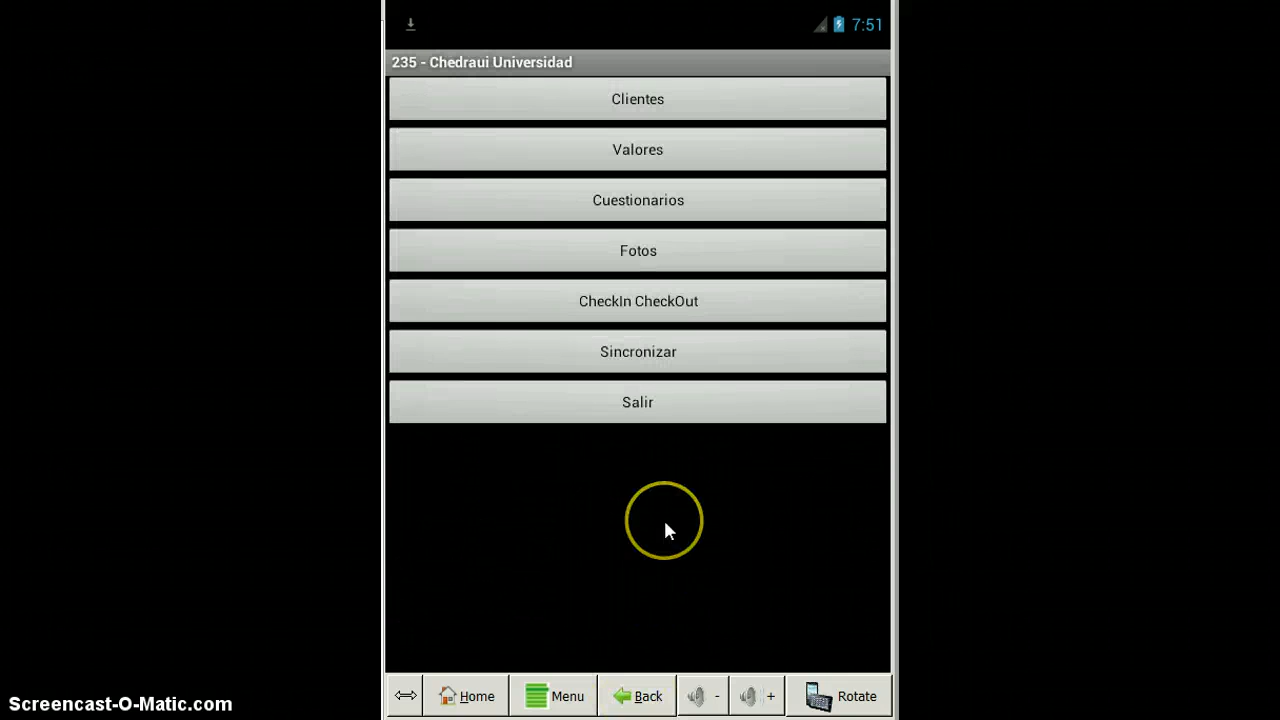 7:51
235 - Chedraui Universidad
Clientes
Valores
Cuestionarios
Fotos
CheckIn CheckOut
Sincronizar
Salir
Home Menu Back - + Rotate
Screencast-O-Matic.com